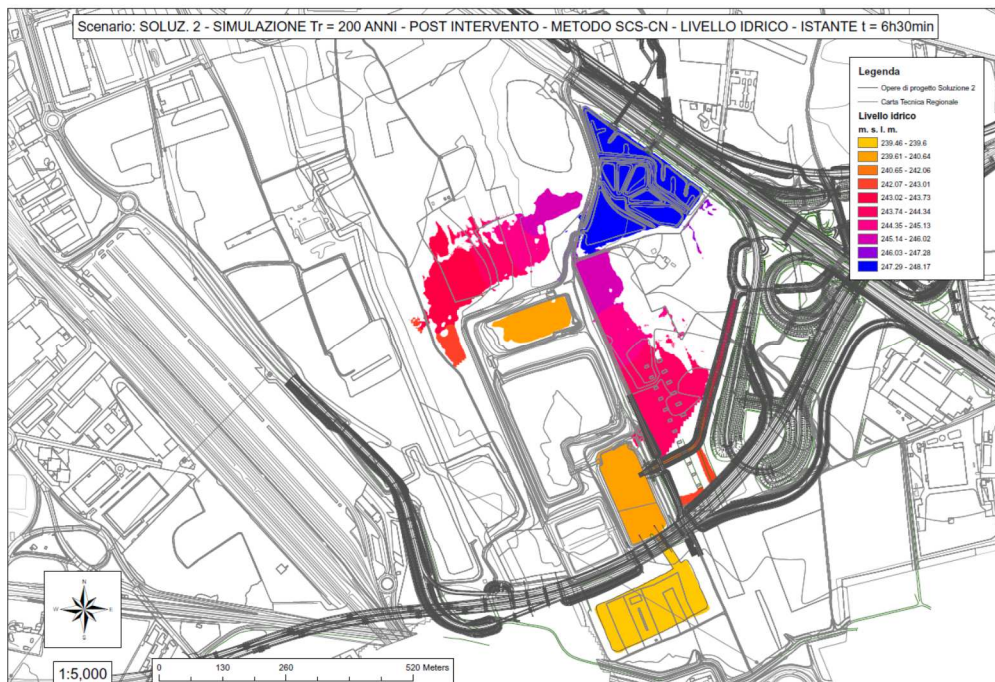 Scenario: SOLUZ. 2 - SIMULAZIONE Tr = 200 ANNI - POST INTERVENTO - METODO SCS-CN - LIVELLO IDRICO - ISTANTE t = 6h30min
Legenda
Opere di progetto Soluzione 2
Carta Tecnica Regionale
Livello idrico
m. s. l. m.
239.46 - 239.6
239.61 - 240.64
240.65 - 242.06
242.07 - 243.01
243.02 - 243.73
243.74 - 244.34
244.35 - 245.13
245.14 - 246.02
246.03 - 247.28
247.29 - 248.17
N
W E
S
1:5,000
0 130 260 520 Meters